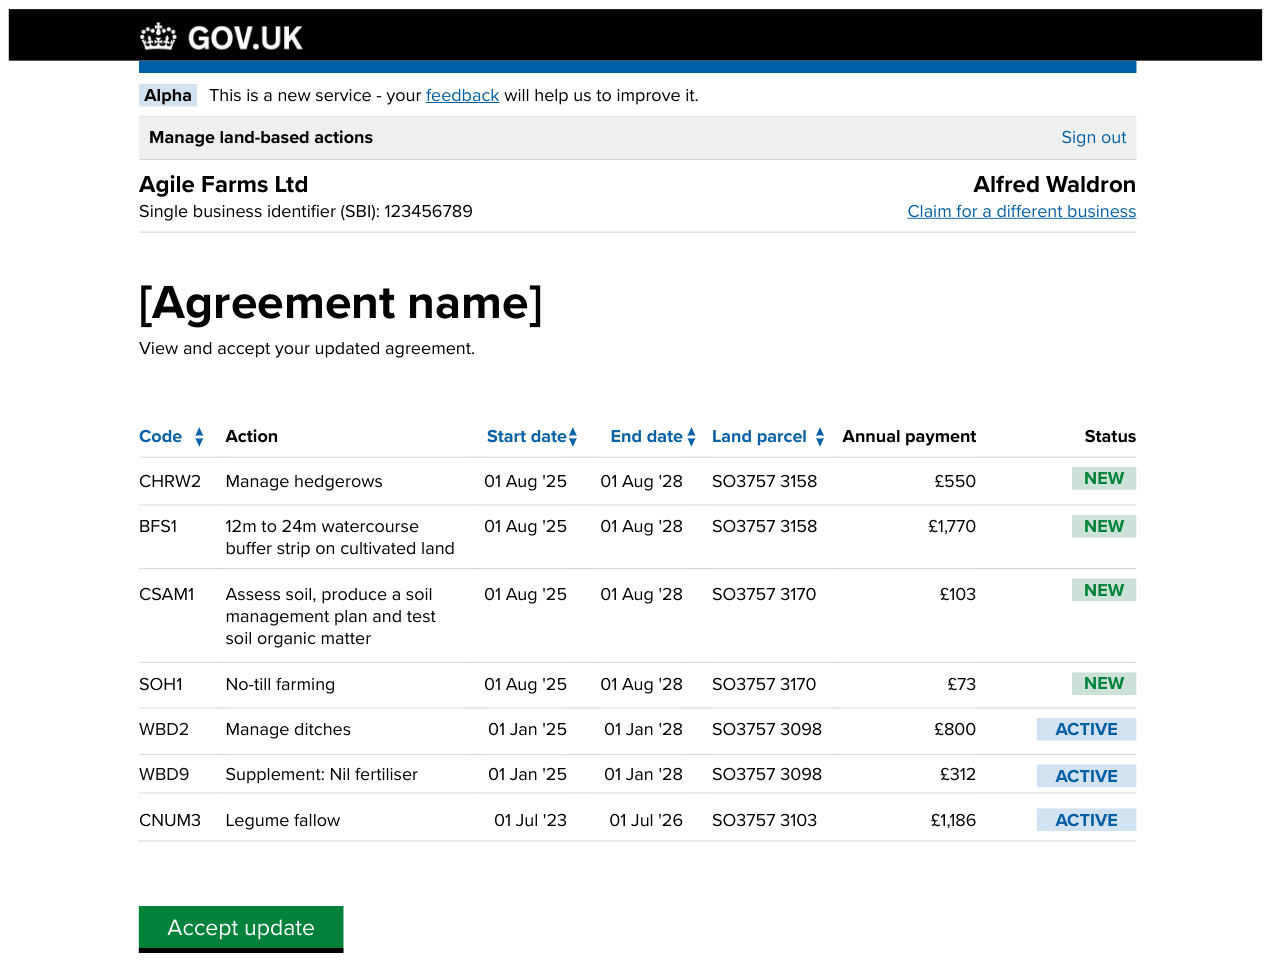 GOV.UK
Alpha This is a new service - your feedback will help us to improve it.
Manage land-based actions Sign out
Agile Farms Ltd Alfred Waldron
Single business identifier (SBI): 123456789 Claim for a different business
[Agreement name]
View and accept your updated agreement.
Code Action Start date End date Land parcel Annual payment Status
CHRW2 Manage hedgerows 01 Aug '25 01 Aug '28 SO3757 3158 £550 NEW
BFS1 12m to 24m watercourse 01 Aug '25 01 Aug '28 SO3757 3158 £1,770 NEW
buffer strip on cultivated land
CSAM1 Assess soil, produce a soil 01 Aug '25 01 Aug '28 SO3757 3170 £103 NEW
management plan and test
soil organic matter
SOH1 No-till farming 01 Aug '25 01 Aug '28 SO3757 3170 £73 NEW
WBD2 Manage ditches 01 Jan '25 01 Jan '28 SO3757 3098 £800 ACTIVE
WBD9 Supplement: Nil fertiliser 01 Jan '25 01 Jan '28 SO3757 3098 £312 ACTIVE
CNUM3 Legume fallow 01 Jul '23 01 Jul '26 SO3757 3103 £1,186 ACTIVE
Accept update